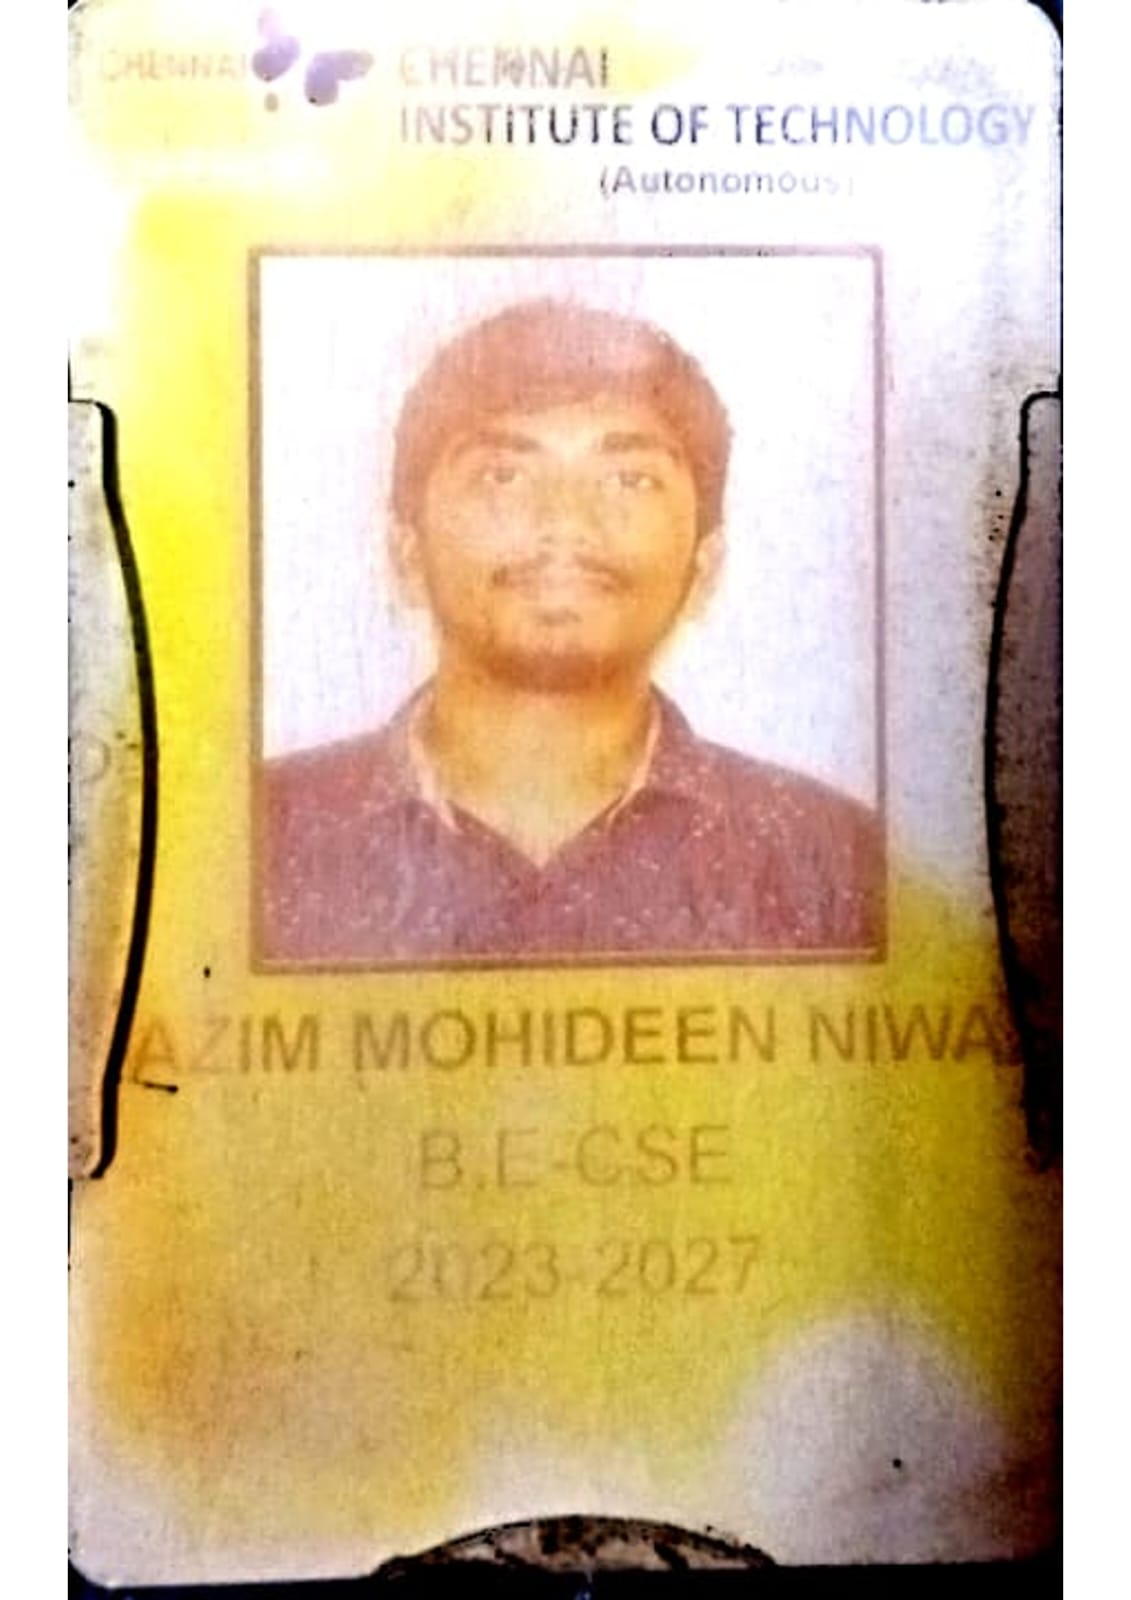 CHENNAI
CHENNAI
INSTITUTE OF TECHNOLOGY
(Autonomous)
AZIM MOHIDEEN NIWA
B.E-CSE
2023-2027